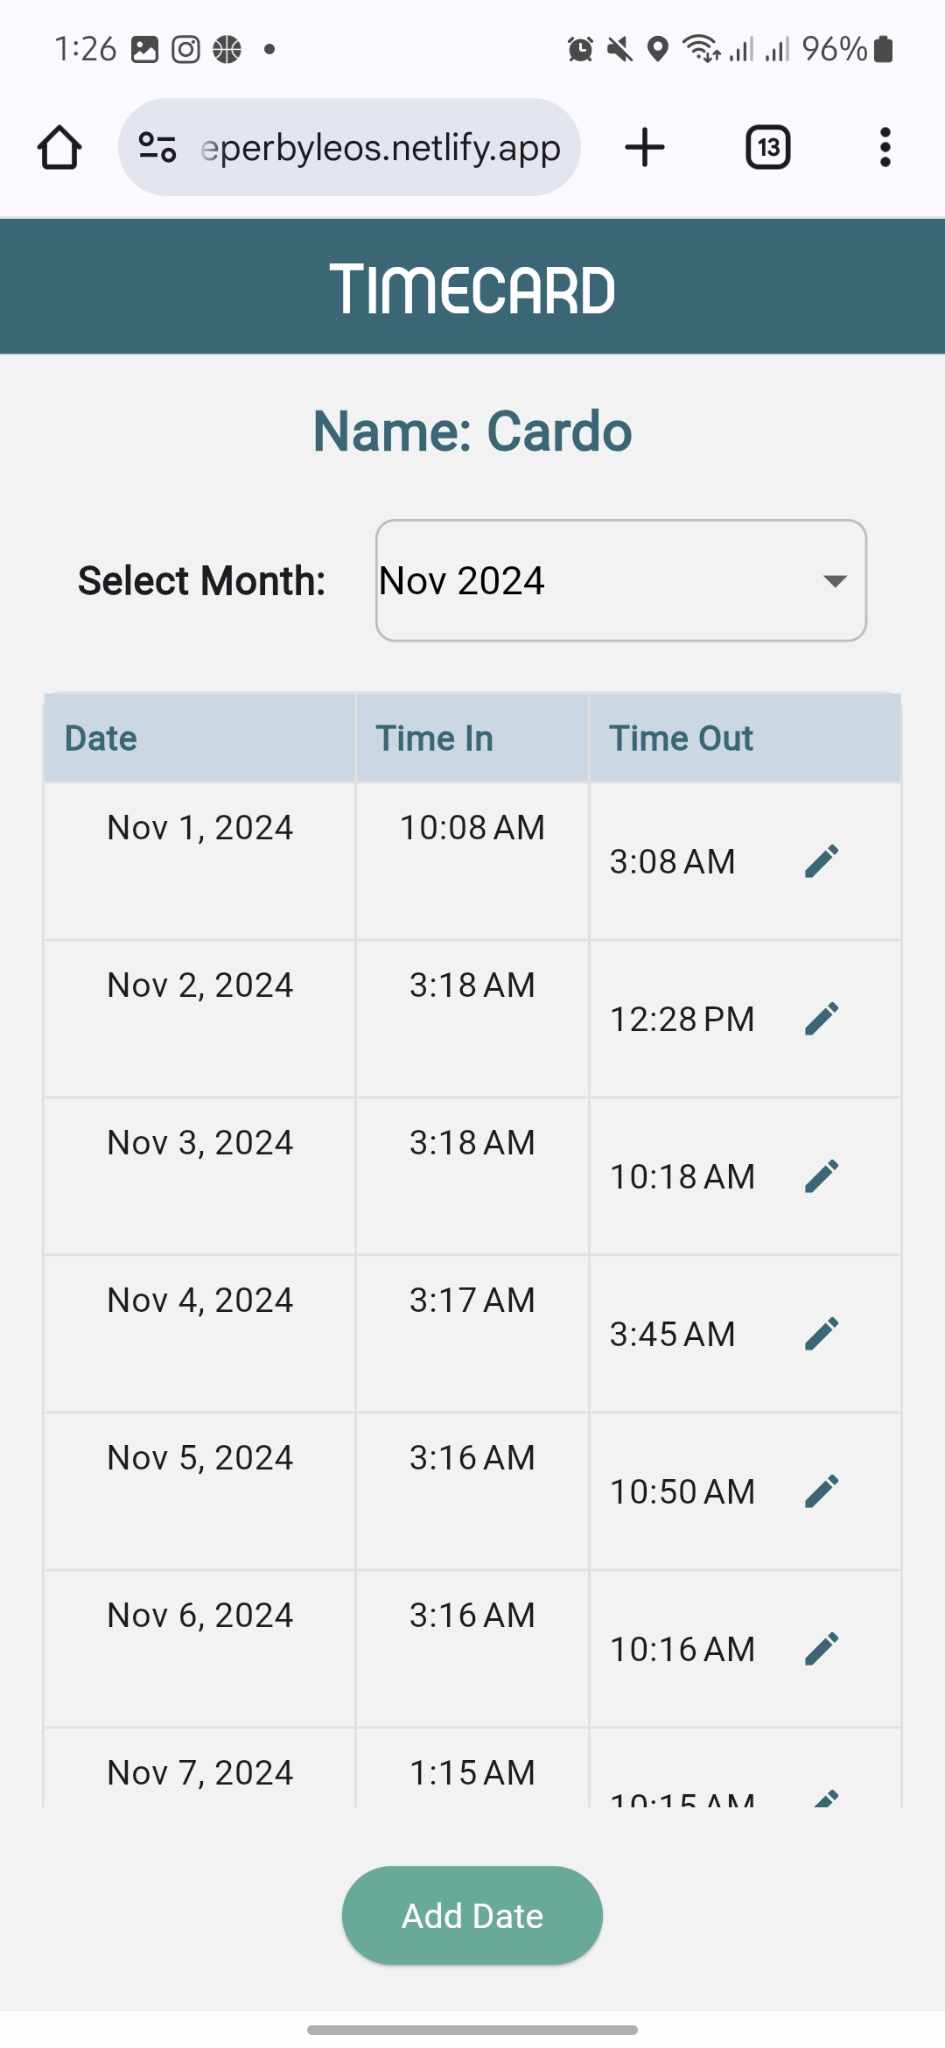 1:26 96%
eperbyleos.netlify.app 13
TIMECARD
Name: Cardo
Select Month: Nov 2024
Date Time In Time Out
Nov 1, 2024 10:08 AM 3:08 AM
Nov 2, 2024 3:18 AM 12:28 PM
Nov 3, 2024 3:18 AM 10:18 AM
Nov 4, 2024 3:17 AM 3:45 AM
Nov 5, 2024 3:16 AM 10:50 AM
Nov 6, 2024 3:16 AM 10:16 AM
Nov 7, 2024 1:15 AM 10:15 AM
Add Date